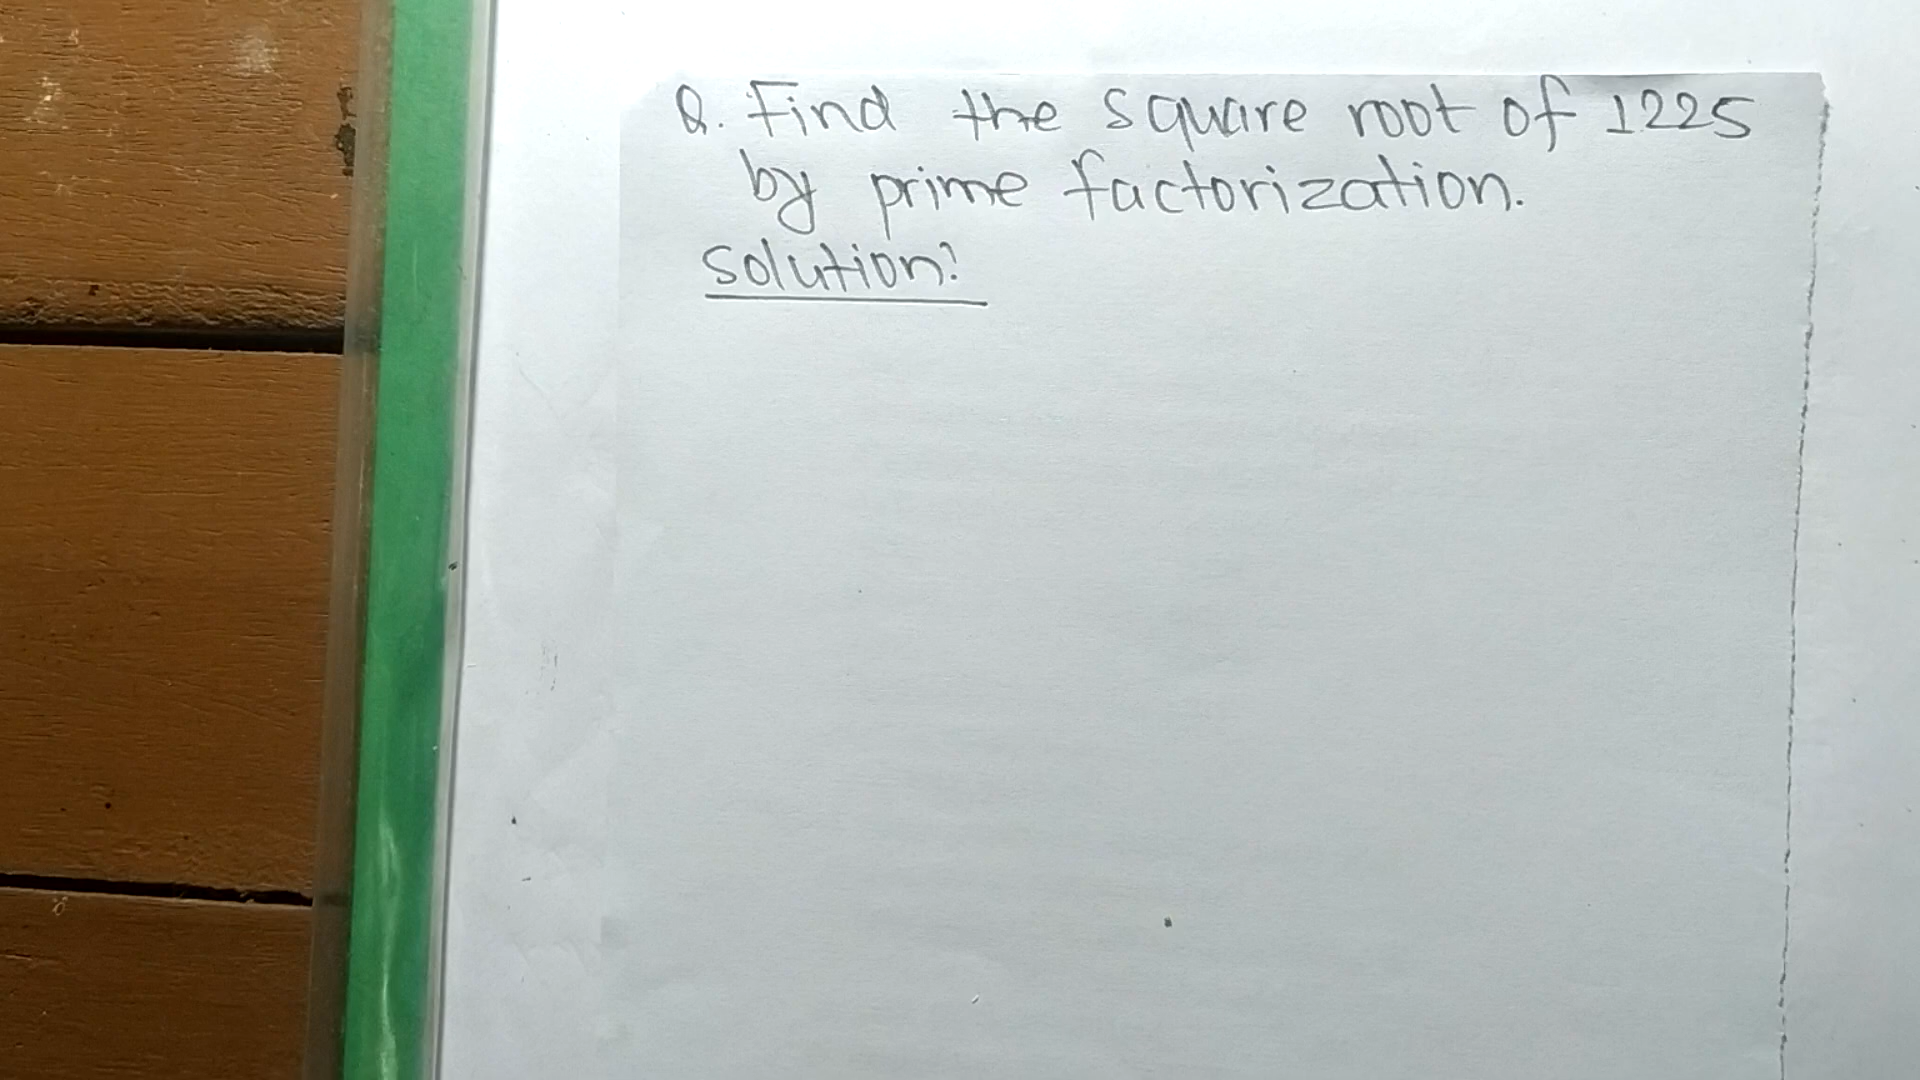 Q. Find the square root of 1225
by prime factorization.
Solution: